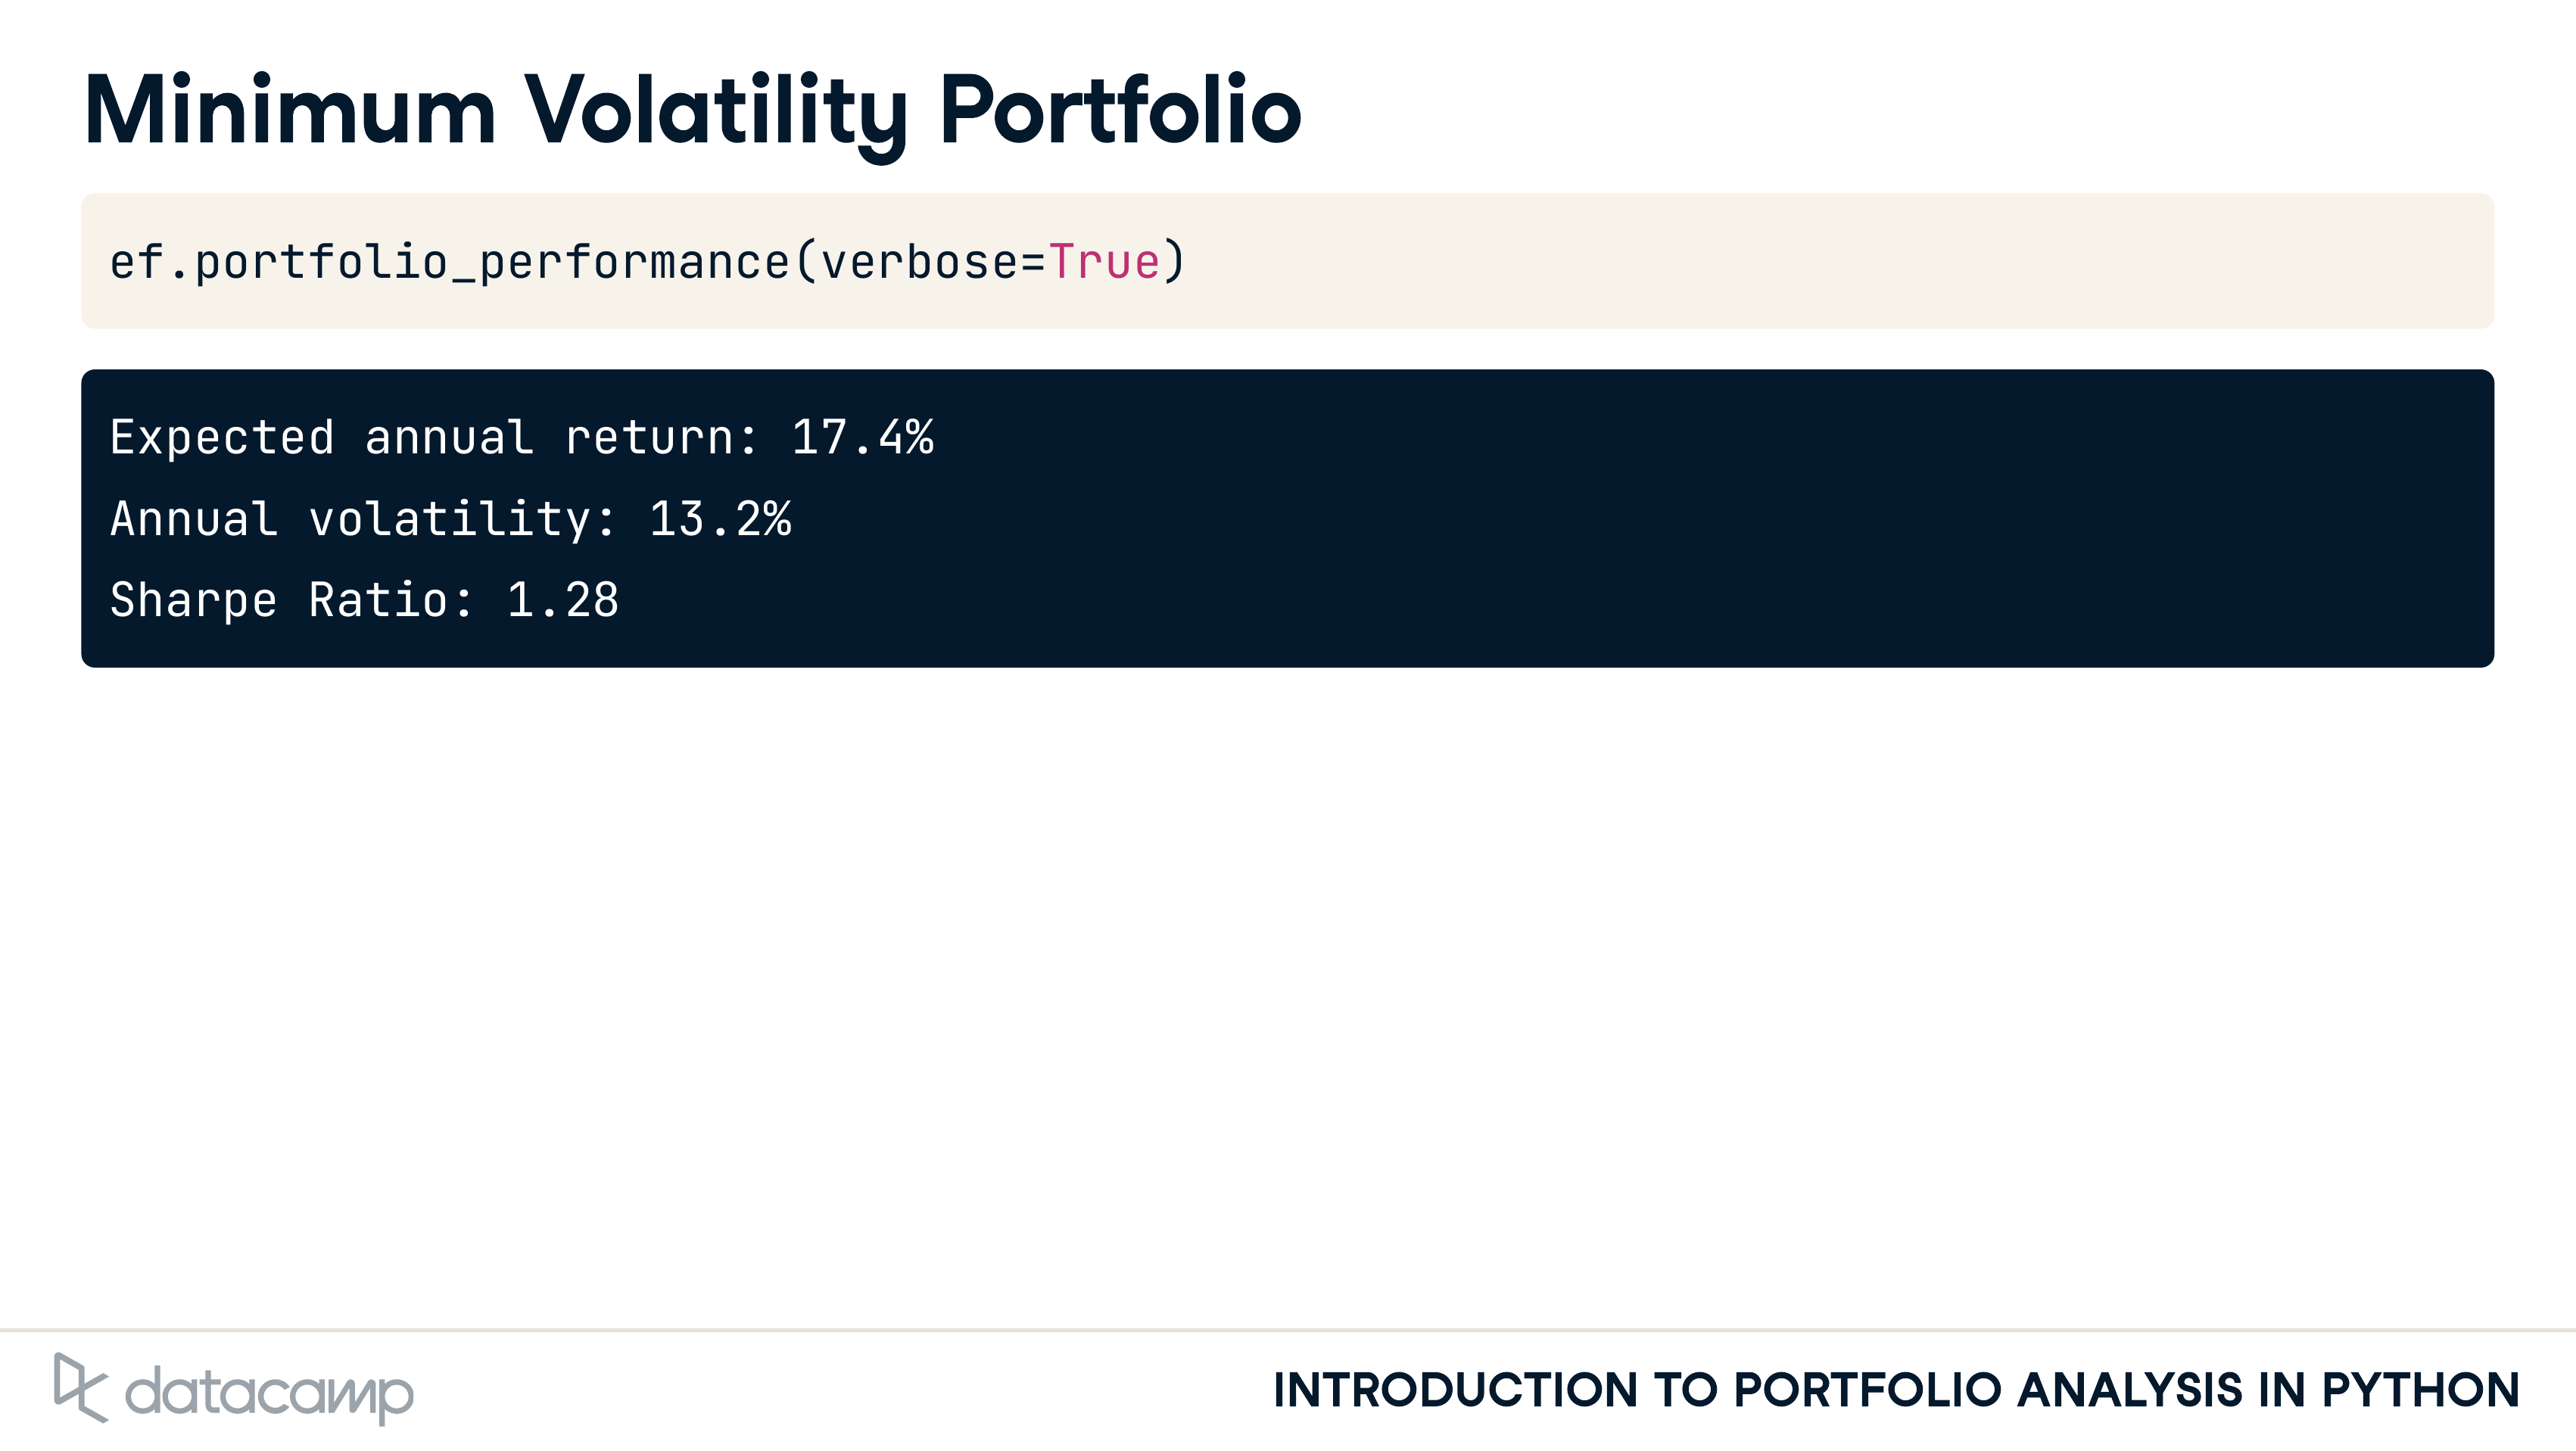 Minimum Volatility Portfolio
ef.portfolio_performance(verbose=True)
Expected annual return: 17.4%
Annual volatility: 13.2%
Sharpe Ratio: 1.28
datacamp
INTRODUCTION TO PORTFOLIO ANALYSIS IN PYTHON